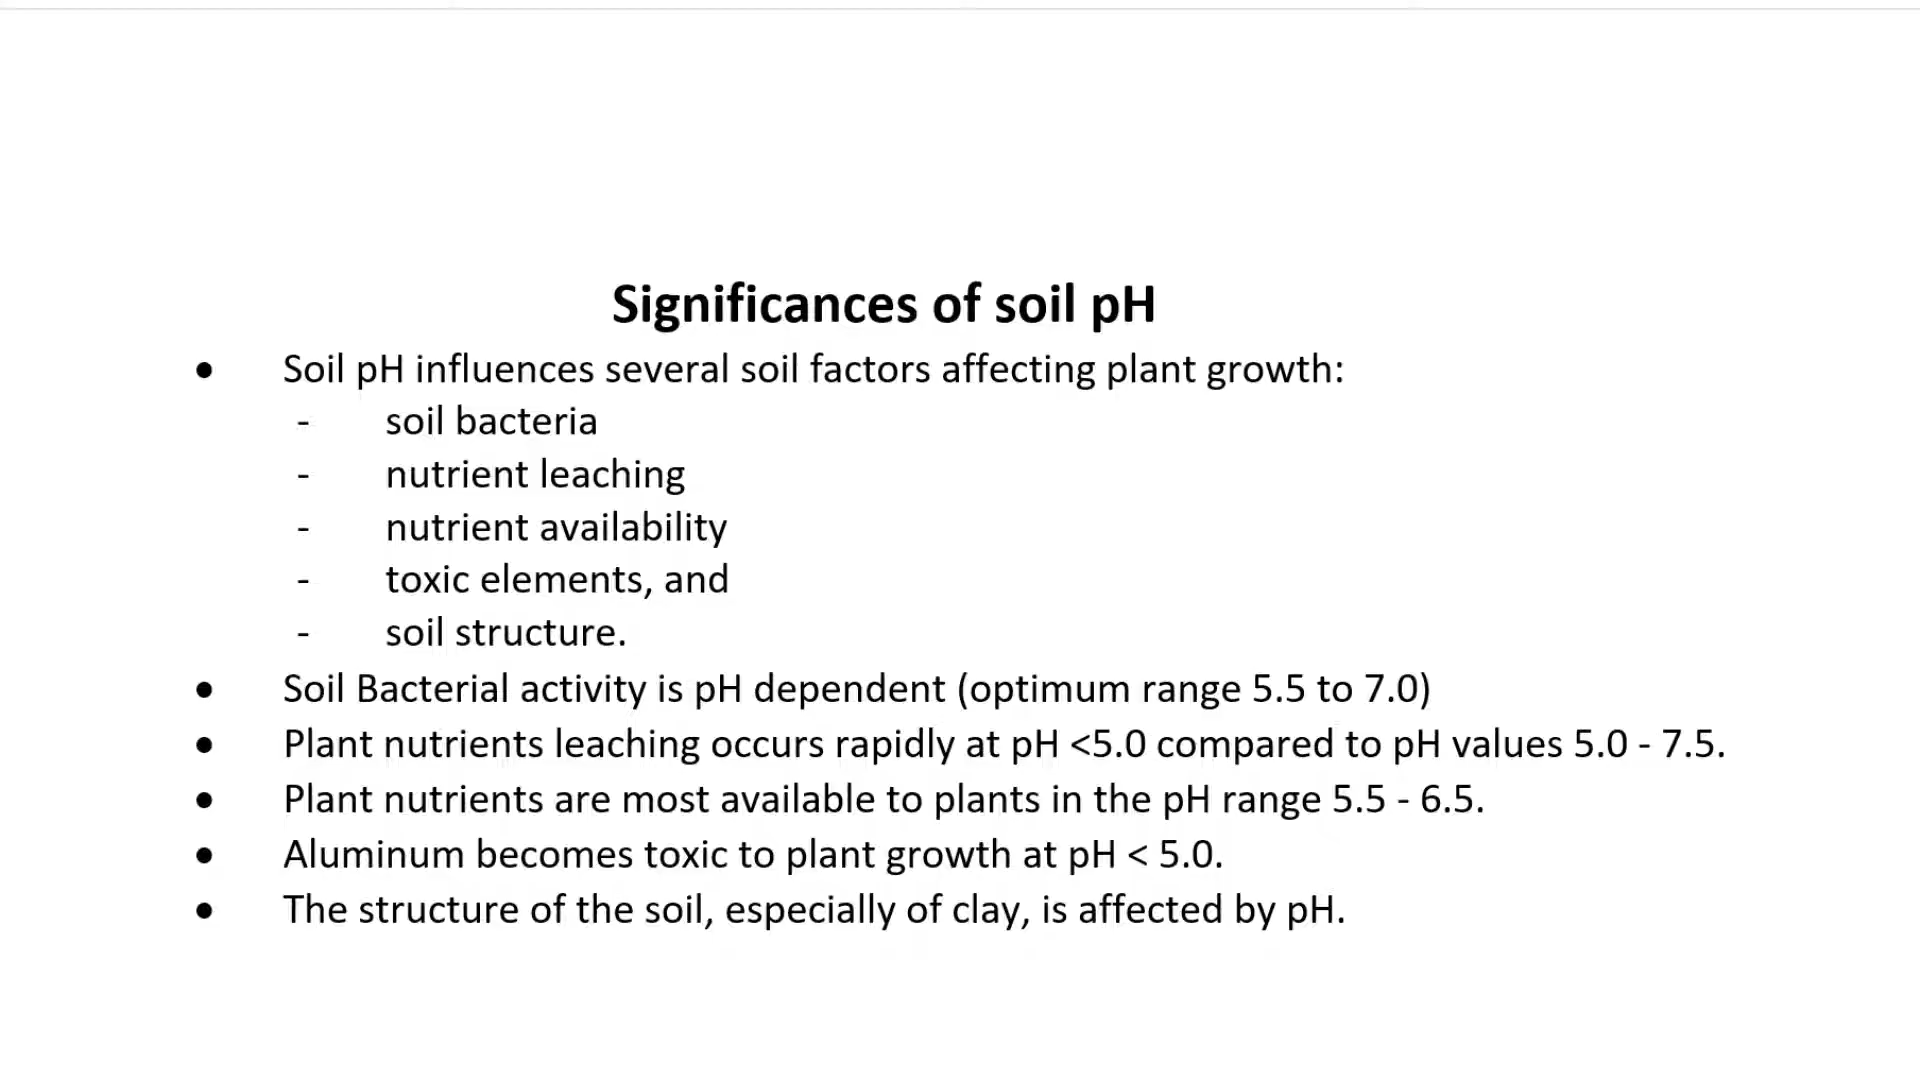 Significances of soil pH
• Soil pH influences several soil factors affecting plant growth:
- soil bacteria
- nutrient leaching
- nutrient availability
- toxic elements, and
- soil structure.
• Soil Bacterial activity is pH dependent (optimum range 5.5 to 7.0)
• Plant nutrients leaching occurs rapidly at pH <5.0 compared to pH values 5.0 - 7.5.
• Plant nutrients are most available to plants in the pH range 5.5 - 6.5.
• Aluminum becomes toxic to plant growth at pH < 5.0.
• The structure of the soil, especially of clay, is affected by pH.